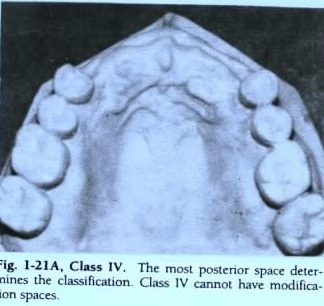 Fig. 1-21A, Class IV. The most posterior space deter-
mines the classification. Class IV cannot have modifica-
tion spaces.